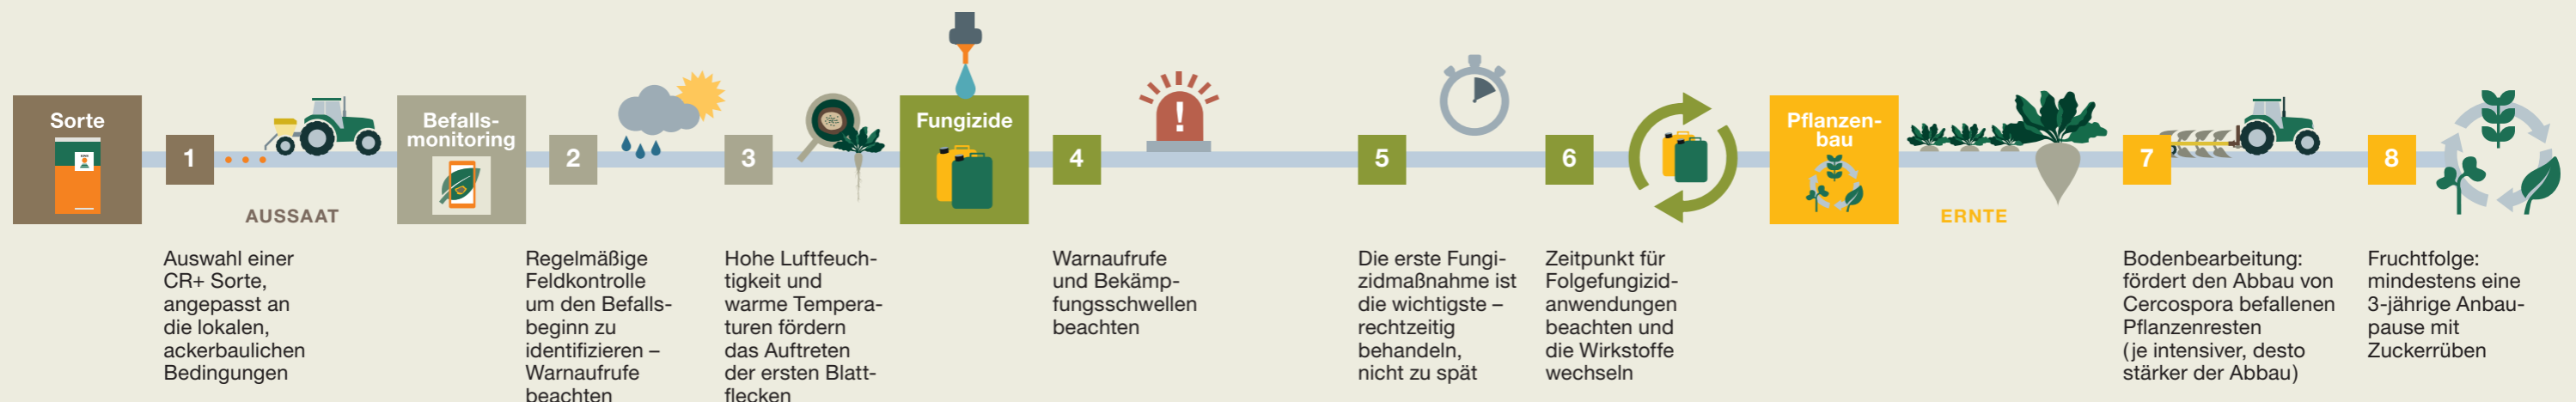 Sorte
1
AUSSAAT
Auswahl einer
CR+ Sorte,
angepasst an
die lokalen,
ackerbaulichen
Bedingungen
Befalls-
monitoring
2
Regelmäßige
Feldkontrolle
um den Befalls-
beginn zu
identifizieren –
Warnaufrufe
beachten
3
Hohe Luftfeuch-
tigkeit und
warme Tempera-
turen fördern
das Auftreten
der ersten Blatt-
flecken
Fungizide
4
!
Warnaufrufe
und Bekämp-
fungsschwellen
beachten
5
Die erste Fungi-
zidmaßnahme ist
die wichtigste –
rechtzeitig
behandeln,
nicht zu spät
6
Zeitpunkt für
Folgefungizid-
anwendungen
beachten und
die Wirkstoffe
wechseln
Pflanzen-
bau
ERNTE
7
Bodenbearbeitung:
fördert den Abbau von
Cercospora befallenen
Pflanzenresten
(je intensiver, desto
stärker der Abbau)
8
Fruchtfolge:
mindestens eine
3-jährige Anbau-
pause mit
Zuckerrüben